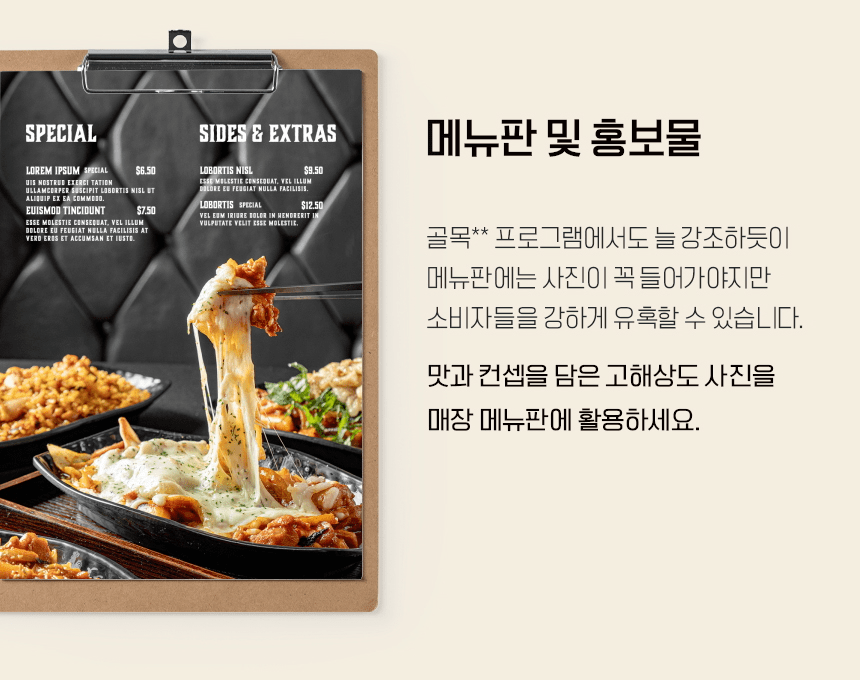 SPECIAL
LOREM IPSUM SPECIAL $6.50
UIS NOSTRUD EXERCI TATION
ULLAMCORPER SUSCIPIT LOBORTIS NISL UT
ALIQUIP EX EA COMMODO.
EUISMOD TINCIDUNT $7.50
ESSE MOLESTIE CONSEQUAT, VEL ILLUM
DOLORE EU FEUGIAT NULLA FACILISIS AT
VERO EROS ET ACCUMSAN ET IUSTO.
SIDES & EXTRAS
LOBORTIS NISL $9.50
ESSE MOLESTIE CONSEQUAT, VEL ILLUM
DOLORE EU FEUGIAT NULLA FACILISIS.
LOBORTIS SPECIAL $12.50
VEL EUM IRIURE DOLOR IN HENDRERIT IN
VULPUTATE VELIT ESSE MOLESTIE.
메뉴판 및 홍보물
골목** 프로그램에서도 늘 강조하듯이
메뉴판에는 사진이 꼭 들어가야지만
소비자들을 강하게 유혹할 수 있습니다.
맛과 컨셉을 담은 고해상도 사진을
매장 메뉴판에 활용하세요.